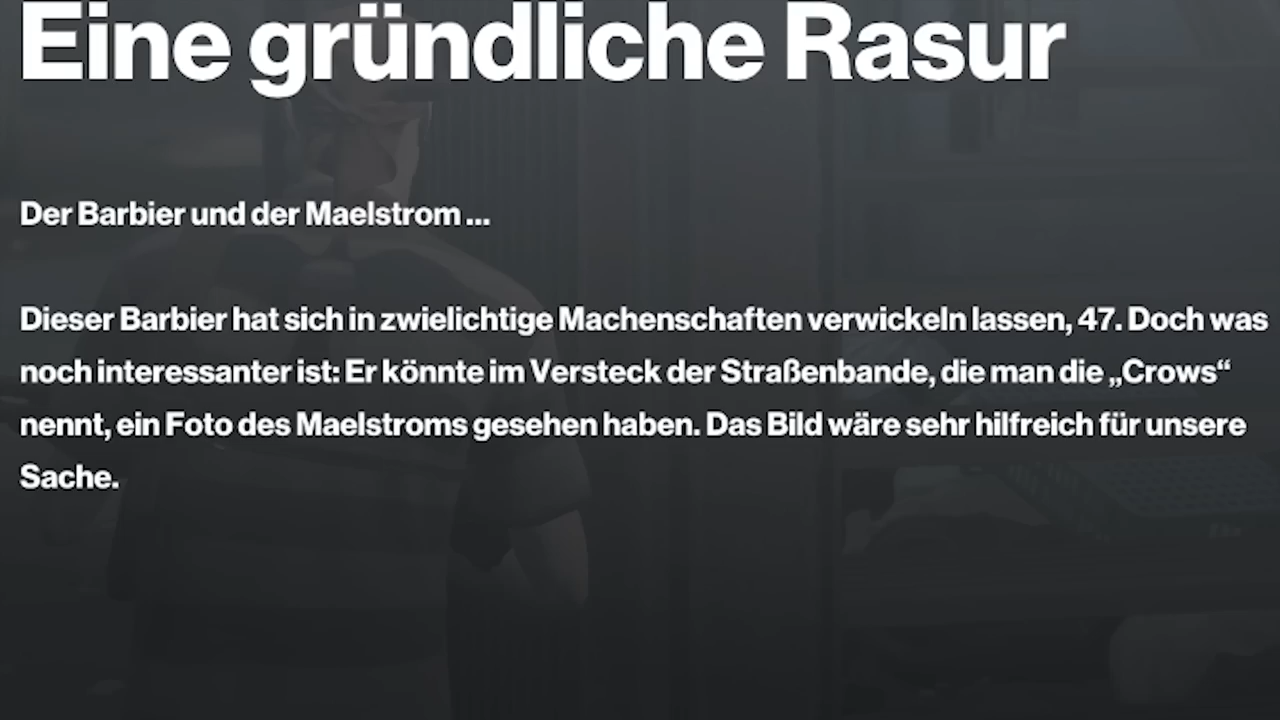 Eine gründliche Rasur
Der Barbier und der Maelstrom ...
Dieser Barbier hat sich in zwielichtige Machenschaften verwickeln lassen, 47. Doch was
noch interessanter ist: Er könnte im Versteck der Straßenbande, die man die „Crows“
nennt, ein Foto des Maelstroms gesehen haben. Das Bild wäre sehr hilfreich für unsere
Sache.